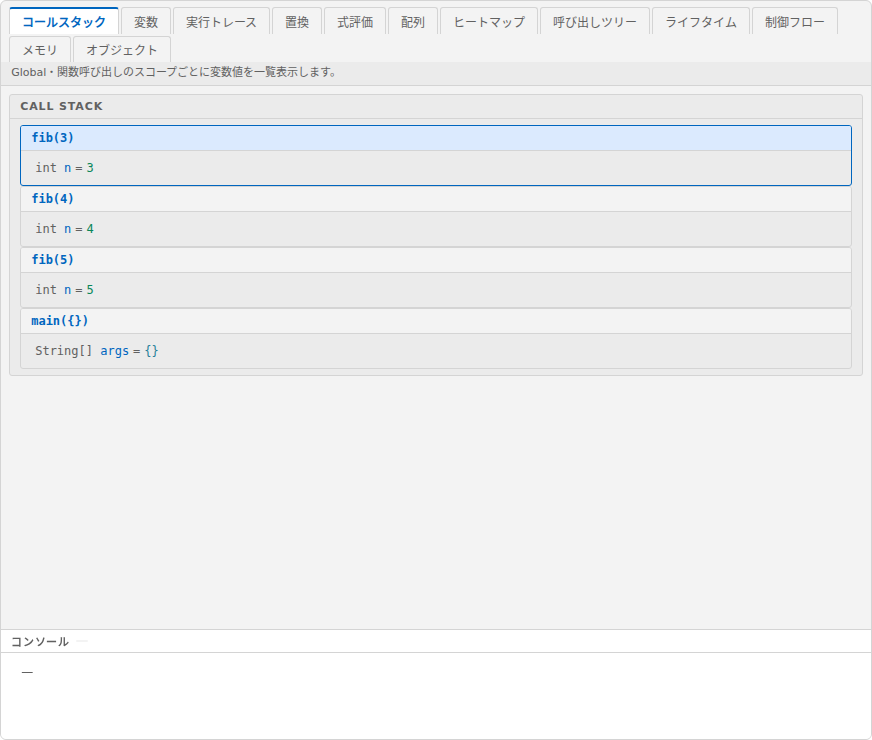 コールスタック 変数 実行トレース 置換 式評価 配列 ヒートマップ 呼び出しツリー ライフタイム 制御フロー
メモリ オブジェクト
Global・関数呼び出しのスコープごとに変数値を一覧表示します。
CALL STACK
fib(3)
int n = 3
fib(4)
int n = 4
fib(5)
int n = 5
main({})
String[] args = {}
コンソール —
—